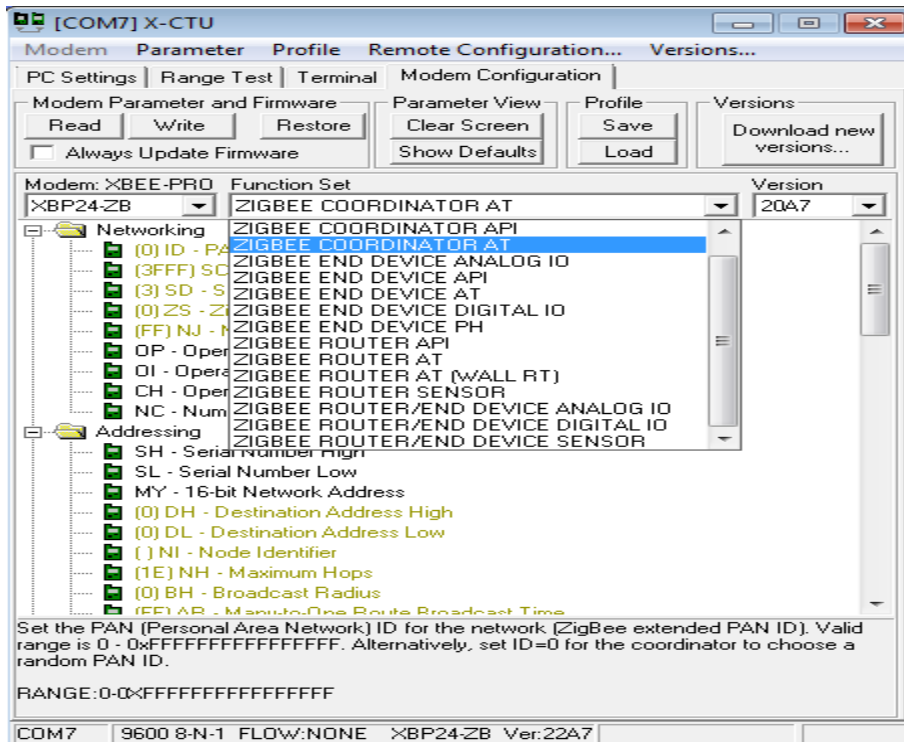 [COM7] X-CTU
Modem Parameter Profile Remote Configuration... Versions...
PC Settings Range Test Terminal Modem Configuration
Modem Parameter and Firmware Parameter View Profile Versions
Read Write Restore Clear Screen Save Download new versions...
Always Update Firmware Show Defaults Load
Modem: XBEE-PRO Function Set Version
XBP24-ZB ZIGBEE COORDINATOR AT 20A7
Networking ZIGBEE COORDINATOR API
(0) ID - PA ZIGBEE COORDINATOR AT
(3FFF) SC ZIGBEE END DEVICE ANALOG IO
ZIGBEE END DEVICE API
(3) SD - S ZIGBEE END DEVICE AT
(0) ZS - Zi ZIGBEE END DEVICE DIGITAL IO
(FF) NJ - N ZIGBEE END DEVICE PH
OP - Oper ZIGBEE ROUTER API
ZIGBEE ROUTER AT
OI - Opera ZIGBEE ROUTER AT (WALL RT)
CH - Oper ZIGBEE ROUTER SENSOR
NC - Num ZIGBEE ROUTER/END DEVICE ANALOG IO
Addressing ZIGBEE ROUTER/END DEVICE DIGITAL IO
ZIGBEE ROUTER/END DEVICE SENSOR
SH - Serial Number High
SL - Serial Number Low
MY - 16-bit Network Address
(0) DH - Destination Address High
(0) DL - Destination Address Low
( ) NI - Node Identifier
(1E) NH - Maximum Hops
(0) BH - Broadcast Radius
(FF) AR - Many-to-One Route Broadcast Time
Set the PAN (Personal Area Network) ID for the network (ZigBee extended PAN ID). Valid
range is 0 - 0xFFFFFFFFFFFFFFFF. Alternatively, set ID=0 for the coordinator to choose a
random PAN ID.
RANGE:0-0XFFFFFFFFFFFFFFFF
COM7 9600 8-N-1 FLOW:NONE XBP24-ZB Ver:22A7